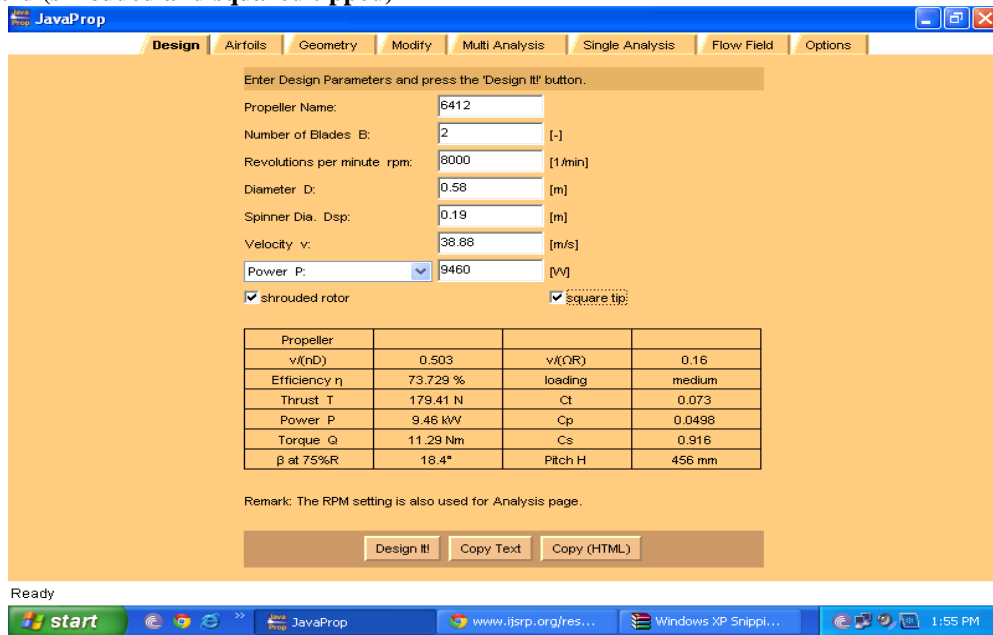 JavaProp
Design Airfoils Geometry Modify Multi Analysis Single Analysis Flow Field Options
Enter Design Parameters and press the 'Design It!' button.
Propeller Name: 6412
Number of Blades B: 2 [-]
Revolutions per minute rpm: 8000 [1/min]
Diameter D: 0.58 [m]
Spinner Dia. Dsp: 0.19 [m]
Velocity v: 38.88 [m/s]
Power P: 9460 [W]
shrouded rotor square tip
Propeller
v/(nD) 0.503 v/(ΩR) 0.16
Efficiency η 73.729 % loading medium
Thrust T 179.41 N Ct 0.073
Power P 9.46 kW Cp 0.0498
Torque Q 11.29 Nm Cs 0.916
β at 75%R 18.4° Pitch H 456 mm
Remark: The RPM setting is also used for Analysis page.
Design It! Copy Text Copy (HTML)
Ready
start JavaProp www.ijsrp.org/res... Windows XP Snippi... 1:55 PM